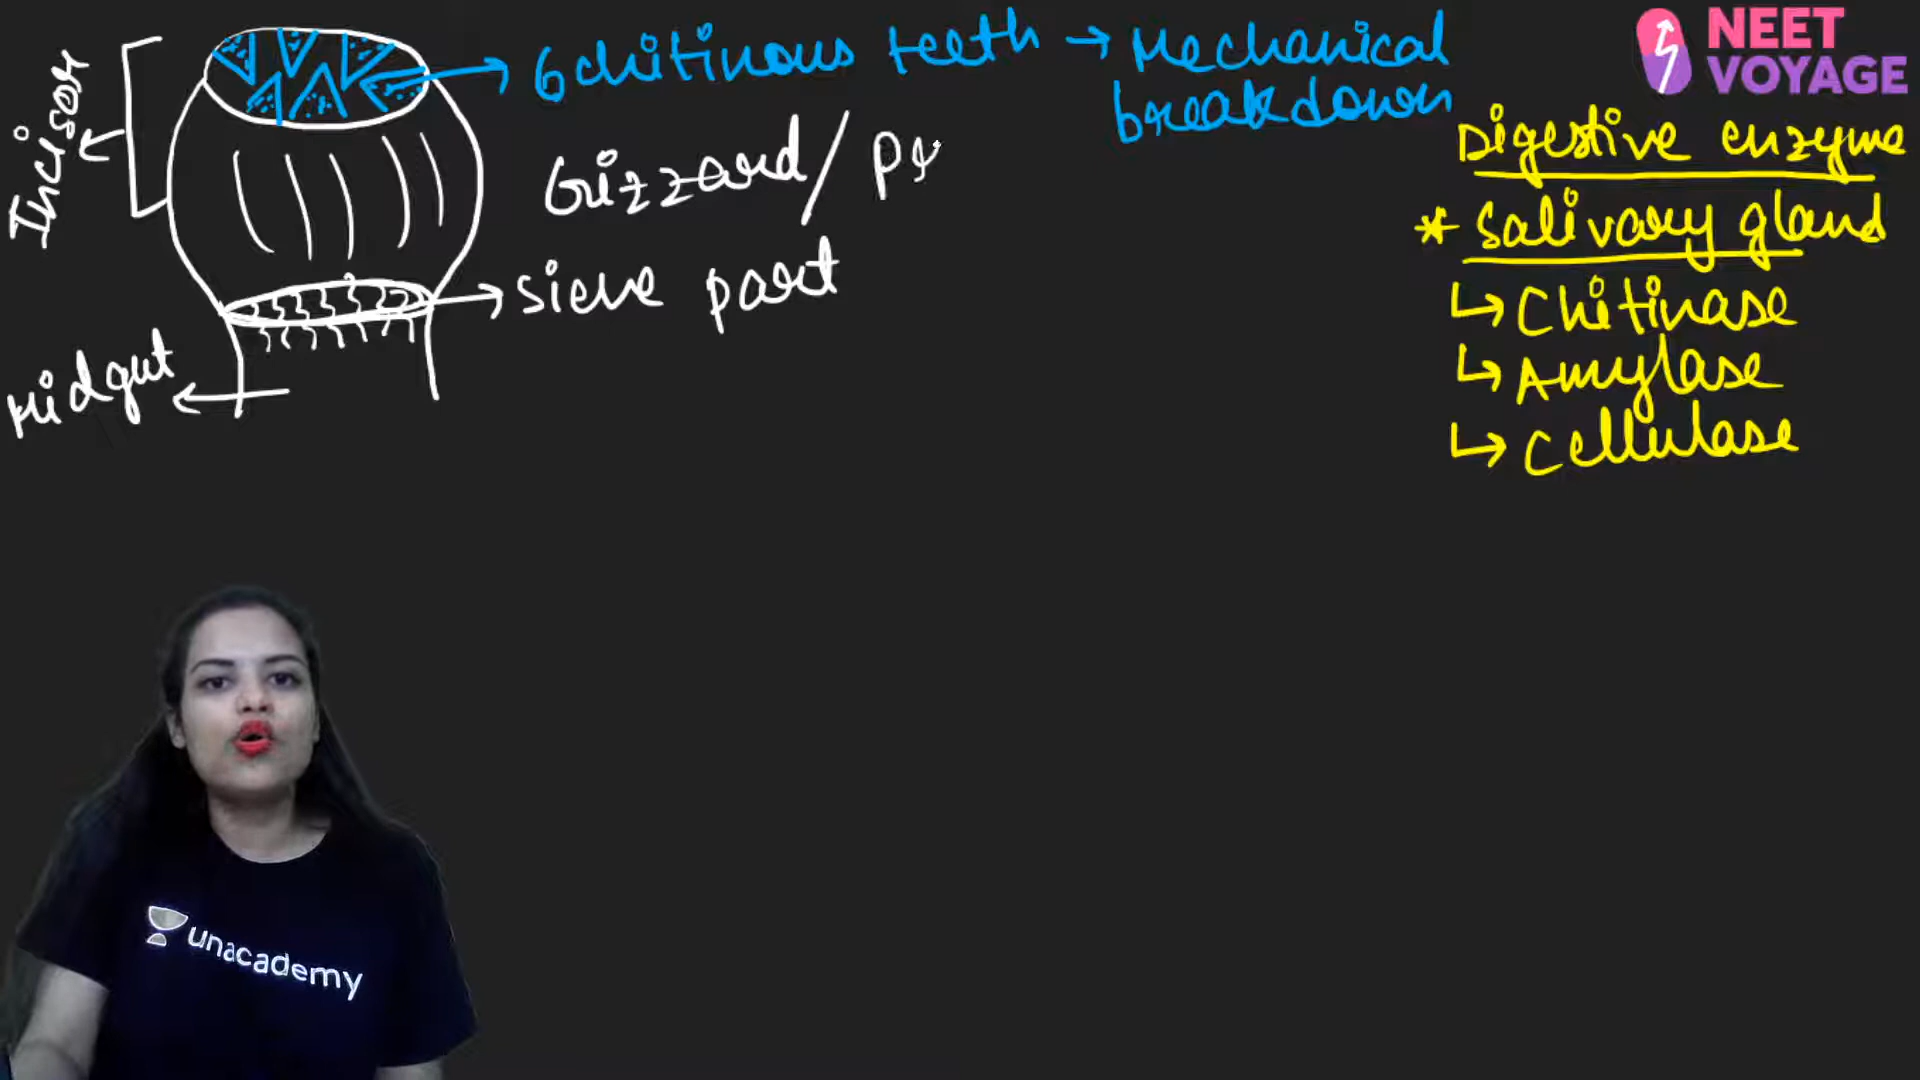 Incisor
6 chitinous teeth → Mechanical
breakdown
Gizzard/
sieve part
Midgut
NEET
VOYAGE
Digestive enzyme
* Salivary gland
↳ Chitinase
↳ Amylase
↳ Cellulase
unacademy